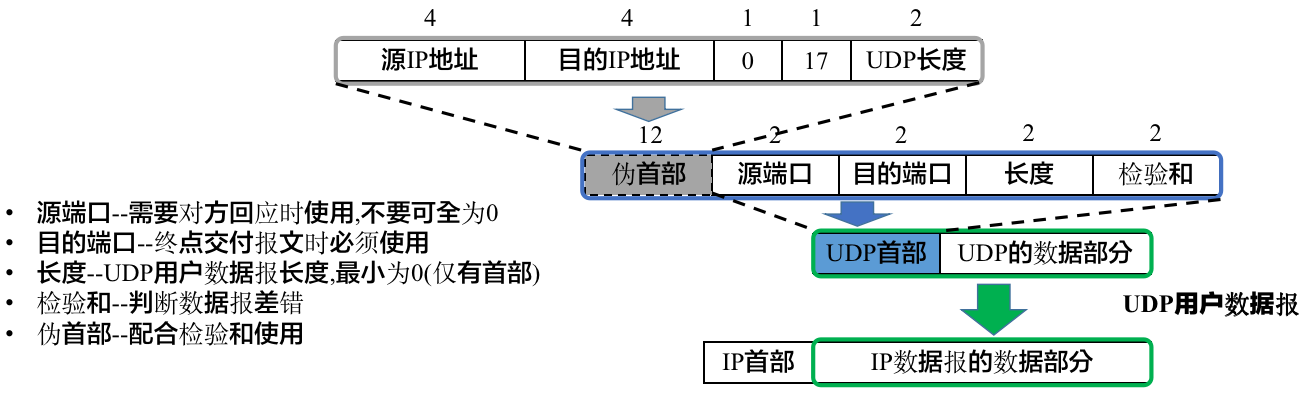 4 4 1 1 2
源IP地址 目的IP地址 0 17 UDP长度
12 2 2 2 2
伪首部 源端口 目的端口 长度 检验和
• 源端口--需要对方回应时使用,不要可全为0
• 目的端口--终点交付报文时必须使用
• 长度--UDP用户数据报长度,最小为0(仅有首部)
• 检验和--判断数据报差错
• 伪首部--配合检验和使用
UDP首部 UDP的数据部分
UDP用户数据报
IP首部 IP数据报的数据部分